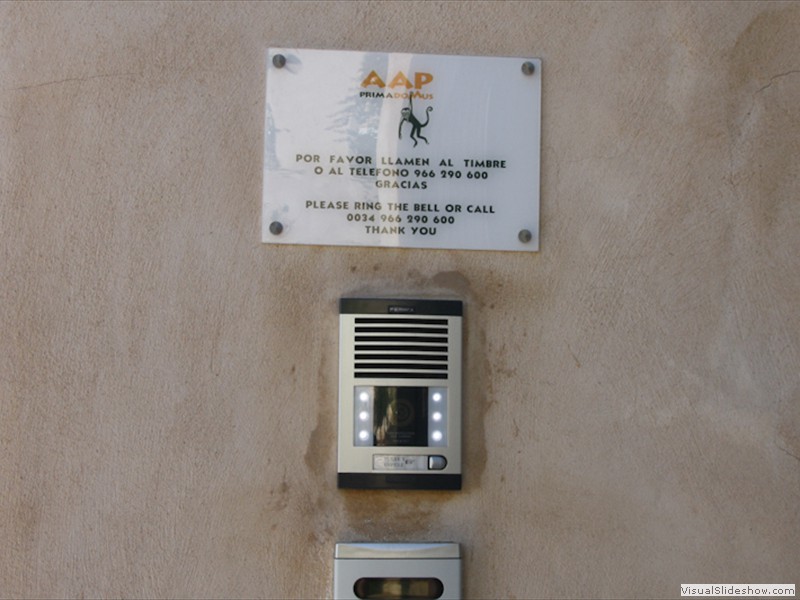 AAP
PRIMADOMUS
POR FAVOR LLAMEN AL TIMBRE
O AL TELEFONO 966 290 600
GRACIAS
PLEASE RING THE BELL OR CALL
0034 966 290 600
THANK YOU
FERMAX
VisualSlideshow.com